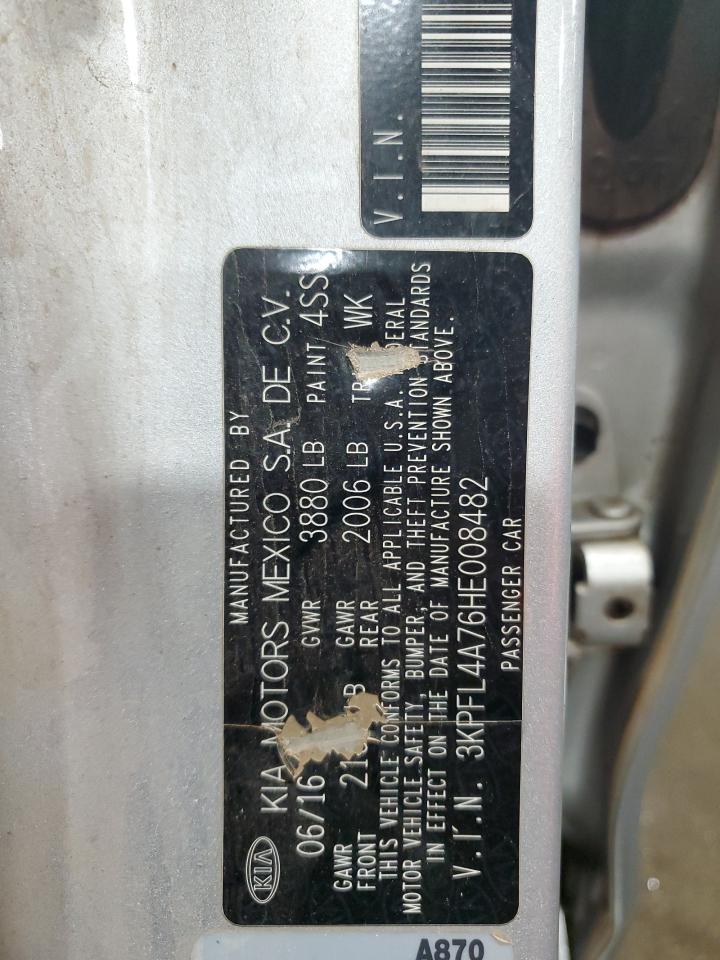 V.I.N.
MANUFACTURED BY
KIA KIA MOTORS MEXICO S.A. DE C.V.
06/16 GVWR 3880 LB PAINT 4SS
GAWR FRONT GAWR REAR 2006 LB WK
THIS VEHICLE CONFORMS TO ALL APPLICABLE U.S.A.
MOTOR VEHICLE SAFETY, BUMPER, AND THEFT PREVENTION STANDARDS
IN EFFECT ON THE DATE OF MANUFACTURE SHOWN ABOVE.
V.I.N. 3KPFL4A76HE008482
PASSENGER CAR
A870